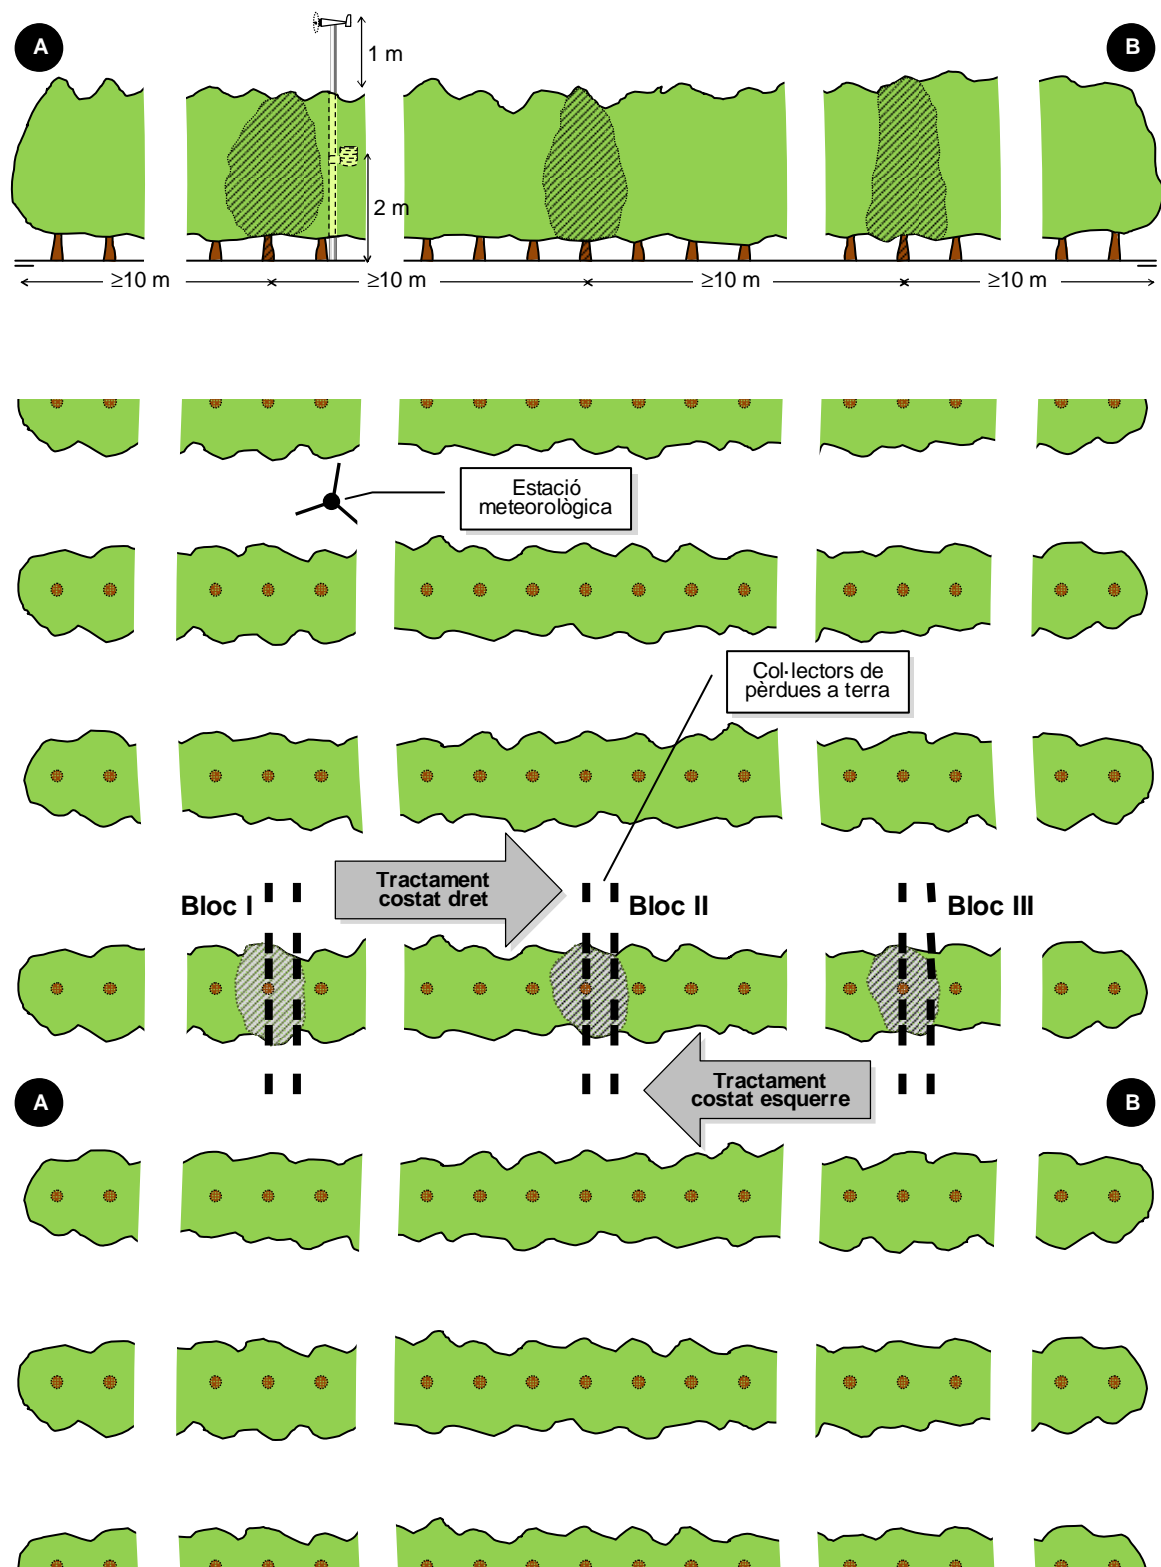 A
B
1 m
2 m
≥10 m
≥10 m
≥10 m
≥10 m
Estació
meteorològica
Col·lectors de
pèrdues a terra
Tractament
costat dret
Bloc I
Bloc II
Bloc III
Tractament
costat esquerre
A
B